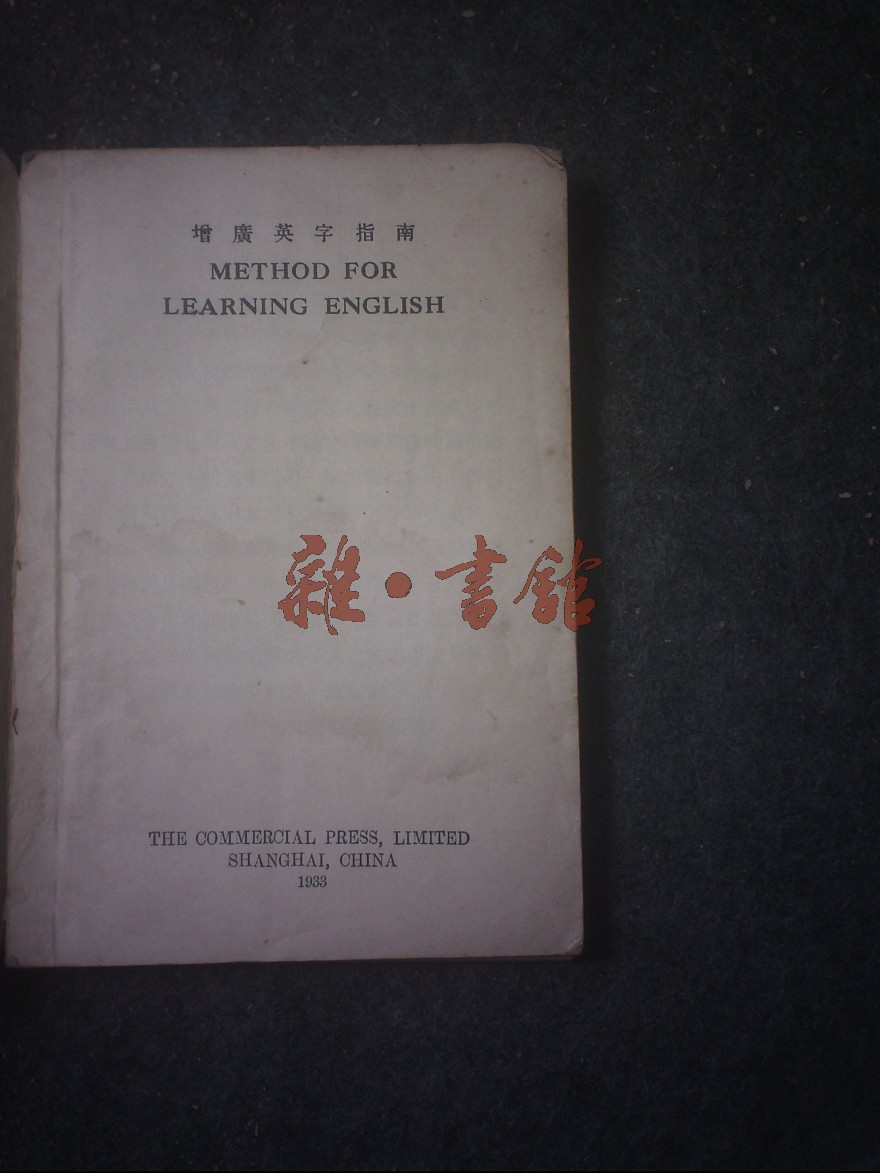 增廣英字指南
METHOD FOR
LEARNING ENGLISH
雜·書館
THE COMMERCIAL PRESS, LIMITED
SHANGHAI, CHINA
1933